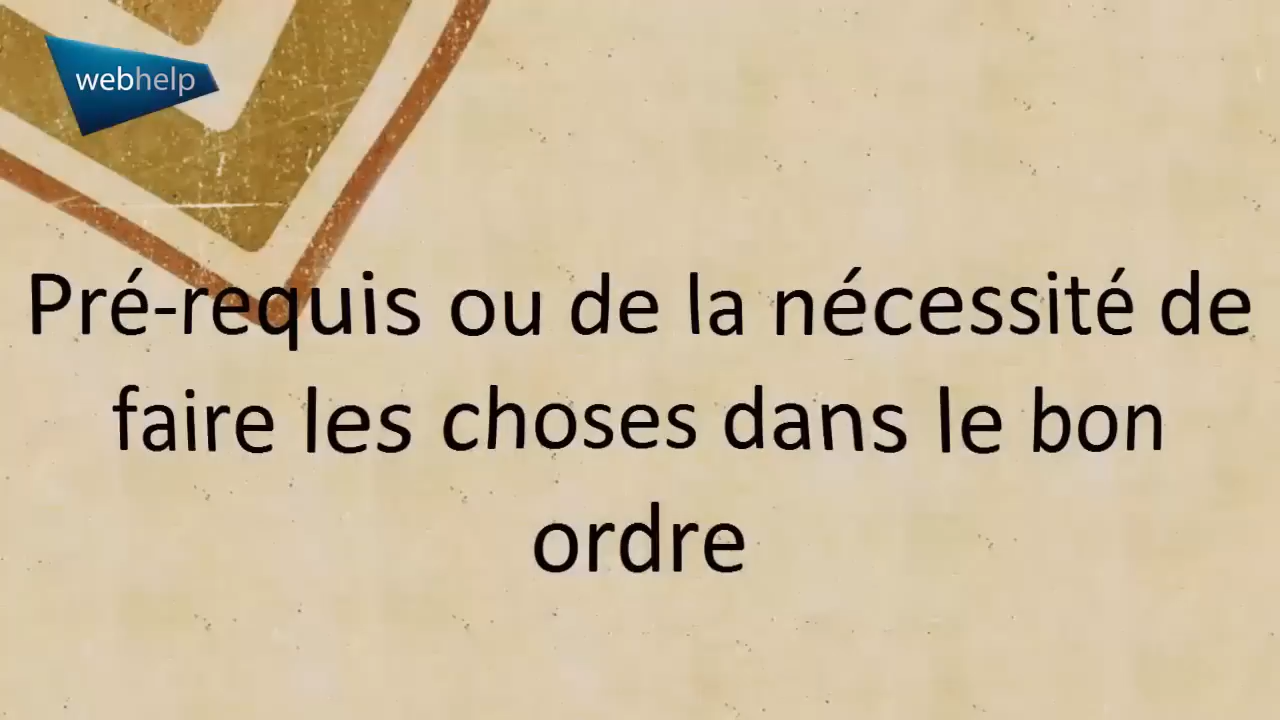 webhelp
Pré-requis ou de la nécessité de
faire les choses dans le bon
ordre